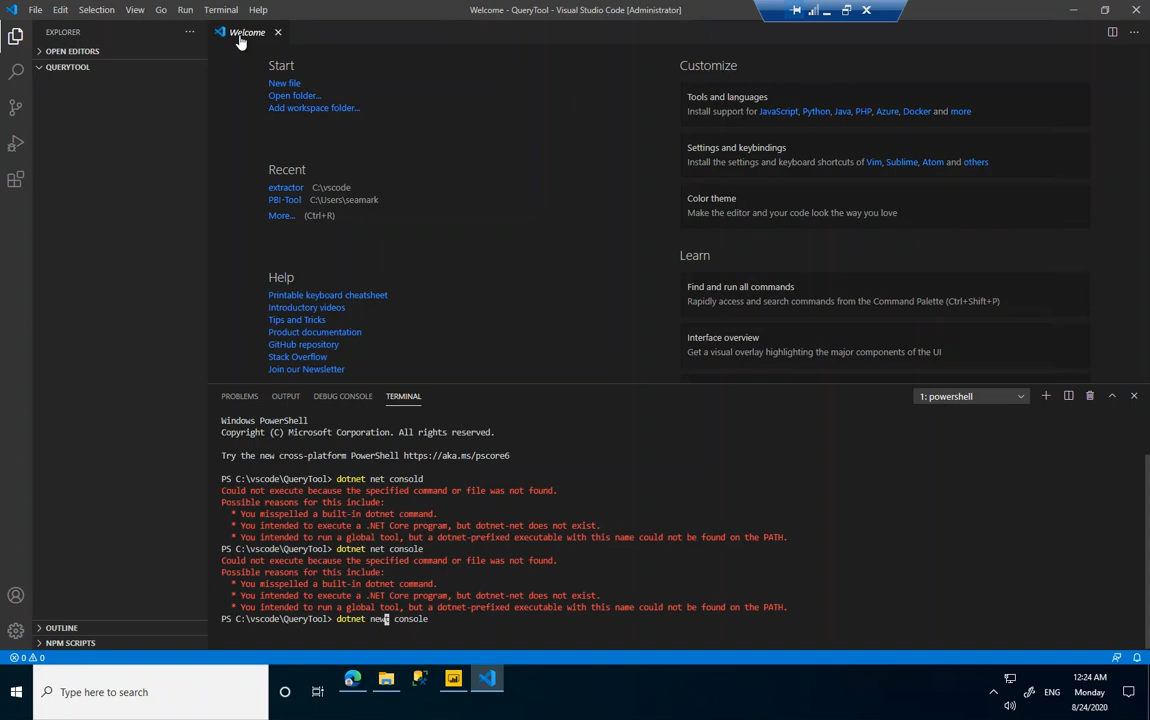 File Edit Selection View Go Run Terminal Help
Welcome - QueryTool - Visual Studio Code [Administrator]
EXPLORER
OPEN EDITORS
QUERYTOOL
OUTLINE
NPM SCRIPTS
Welcome
Start
New file
Open folder...
Add workspace folder...
Recent
extractor C:\vscode
PBI-Tool C:\Users\seamark
More... (Ctrl+R)
Help
Printable keyboard cheatsheet
Introductory videos
Tips and Tricks
Product documentation
GitHub repository
Stack Overflow
Join our Newsletter
Customize
Tools and languages
Install support for JavaScript, Python, Java, PHP, Azure, Docker and more
Settings and keybindings
Install the settings and keyboard shortcuts of Vim, Sublime, Atom and others
Color theme
Make the editor and your code look the way you love
Learn
Find and run all commands
Rapidly access and search commands from the Command Palette (Ctrl+Shift+P)
Interface overview
Get a visual overlay highlighting the major components of the UI
PROBLEMS OUTPUT DEBUG CONSOLE TERMINAL
1: powershell
Windows PowerShell
Copyright (C) Microsoft Corporation. All rights reserved.
Try the new cross-platform PowerShell https://aka.ms/pscore6
PS C:\vscode\QueryTool> dotnet net consold
Could not execute because the specified command or file was not found.
Possible reasons for this include:
* You misspelled a built-in dotnet command.
* You intended to execute a .NET Core program, but dotnet-net does not exist.
* You intended to run a global tool, but a dotnet-prefixed executable with this name could not be found on the PATH.
PS C:\vscode\QueryTool> dotnet net console
Could not execute because the specified command or file was not found.
Possible reasons for this include:
* You misspelled a built-in dotnet command.
* You intended to execute a .NET Core program, but dotnet-net does not exist.
* You intended to run a global tool, but a dotnet-prefixed executable with this name could not be found on the PATH.
PS C:\vscode\QueryTool> dotnet newt console
0 0
Type here to search
ENG
12:24 AM
Monday
8/24/2020